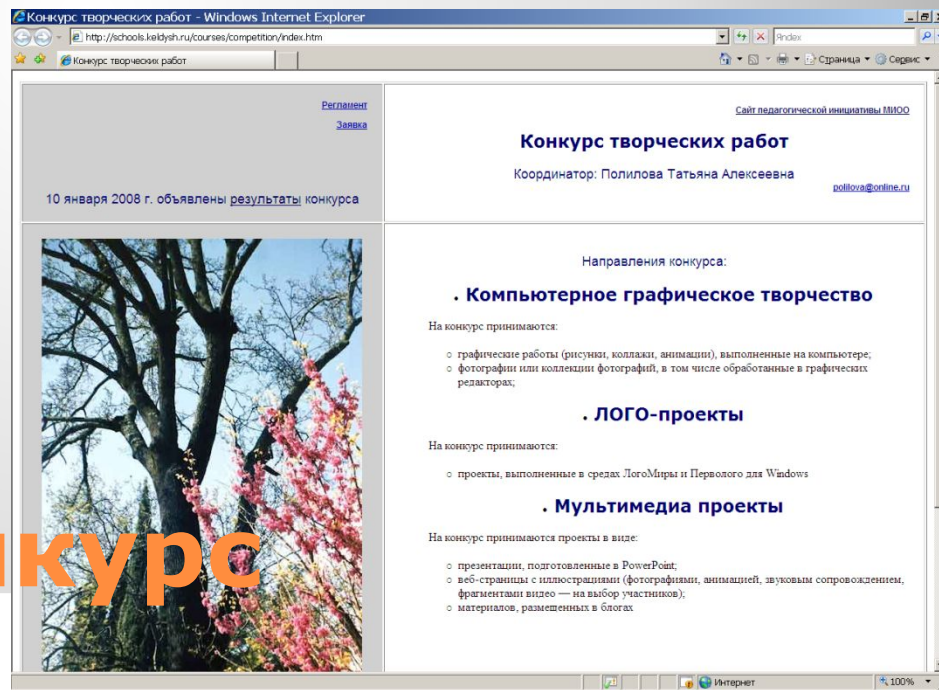 Конкурс творческих работ - Windows Internet Explorer
http://schools.keldysh.ru/courses/competition/index.htm
Яndex
Конкурс творческих работ
Страница
Сервис
Регламент
Заявка
10 января 2008 г. объявлены результаты конкурса
Сайт педагогической инициативы МИОО
Конкурс творческих работ
Координатор: Полилова Татьяна Алексеевна
polilova@online.ru
Направления конкурса:
• Компьютерное графическое творчество
На конкурс принимаются:
○ графические работы (рисунки, коллажи, анимации), выполненные на компьютере;
○ фотографии или коллекции фотографий, в том числе обработанные в графических
редакторах;
• ЛОГО-проекты
На конкурс принимаются:
○ проекты, выполненные в средах ЛогоМиры и Перволого для Windows
• Мультимедиа проекты
На конкурс принимаются проекты в виде:
○ презентации, подготовленные в PowerPoint;
○ веб-страницы с иллюстрациями (фотографиями, анимацией, звуковым сопровождением,
фрагментами видео — на выбор участников);
○ материалов, размещенных в блогах
курс
Интернет
100%